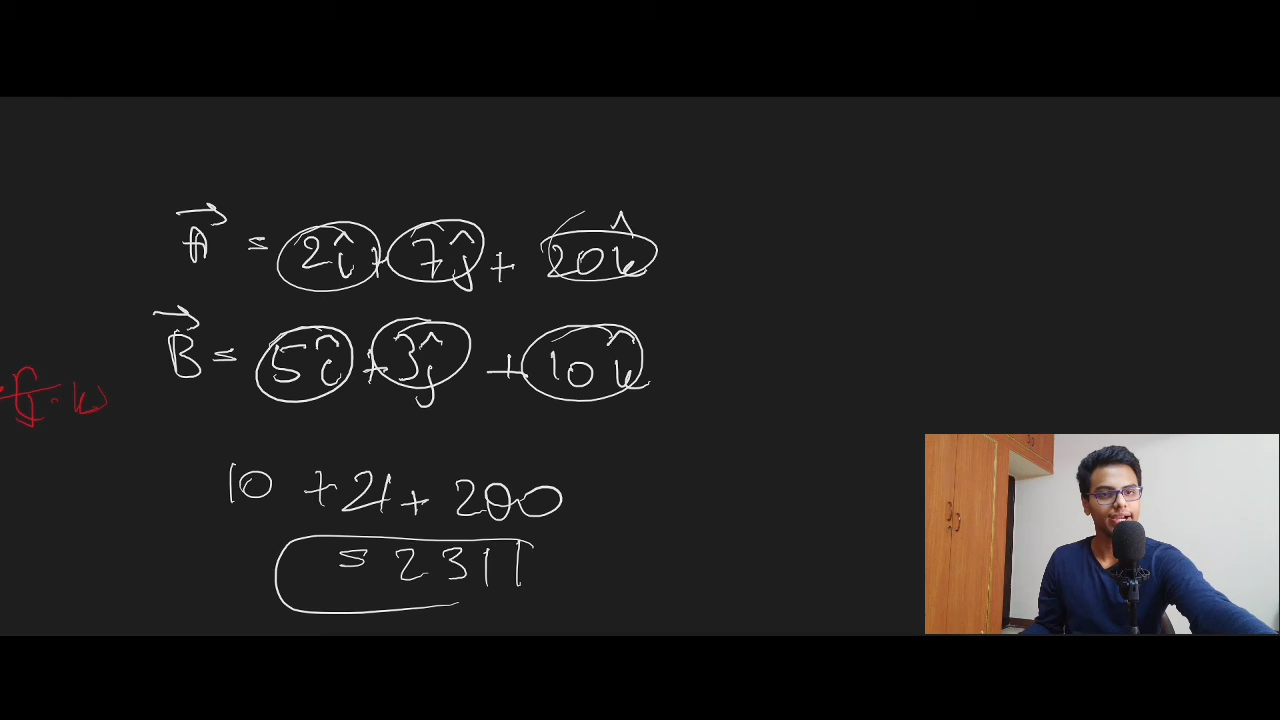 A⃗ = 2î + 7ĵ + 20k̂
B⃗ = 5î + 3ĵ + 10k̂
10 + 21 + 200
= 231